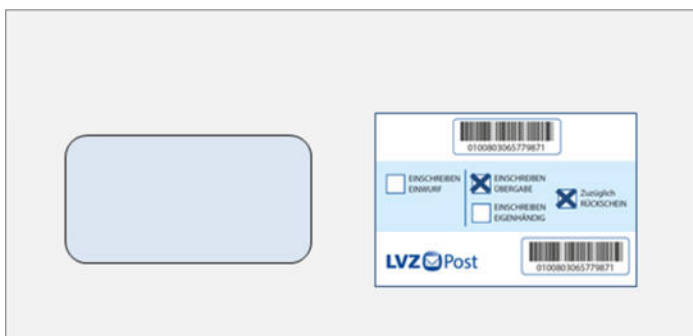 0100803065779871
EINSCHREIBEN
EINWURF
EINSCHREIBEN
ÜBERGABE
EINSCHREIBEN
EIGENHÄNDIG
Zuzüglich
RÜCKSCHEIN
LVZ Post
0100803065779871